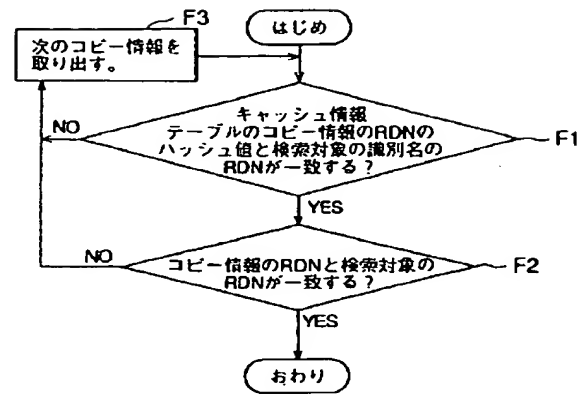 F3
はじめ
次のコピー情報を
取り出す。
キャッシュ情報
テーブルのコピー情報のRDNの
ハッシュ値と検索対象の識別名の
RDNが一致する?
NO
F1
YES
コピー情報のRDNと検索対象の
RDNが一致する?
NO
F2
YES
おわり